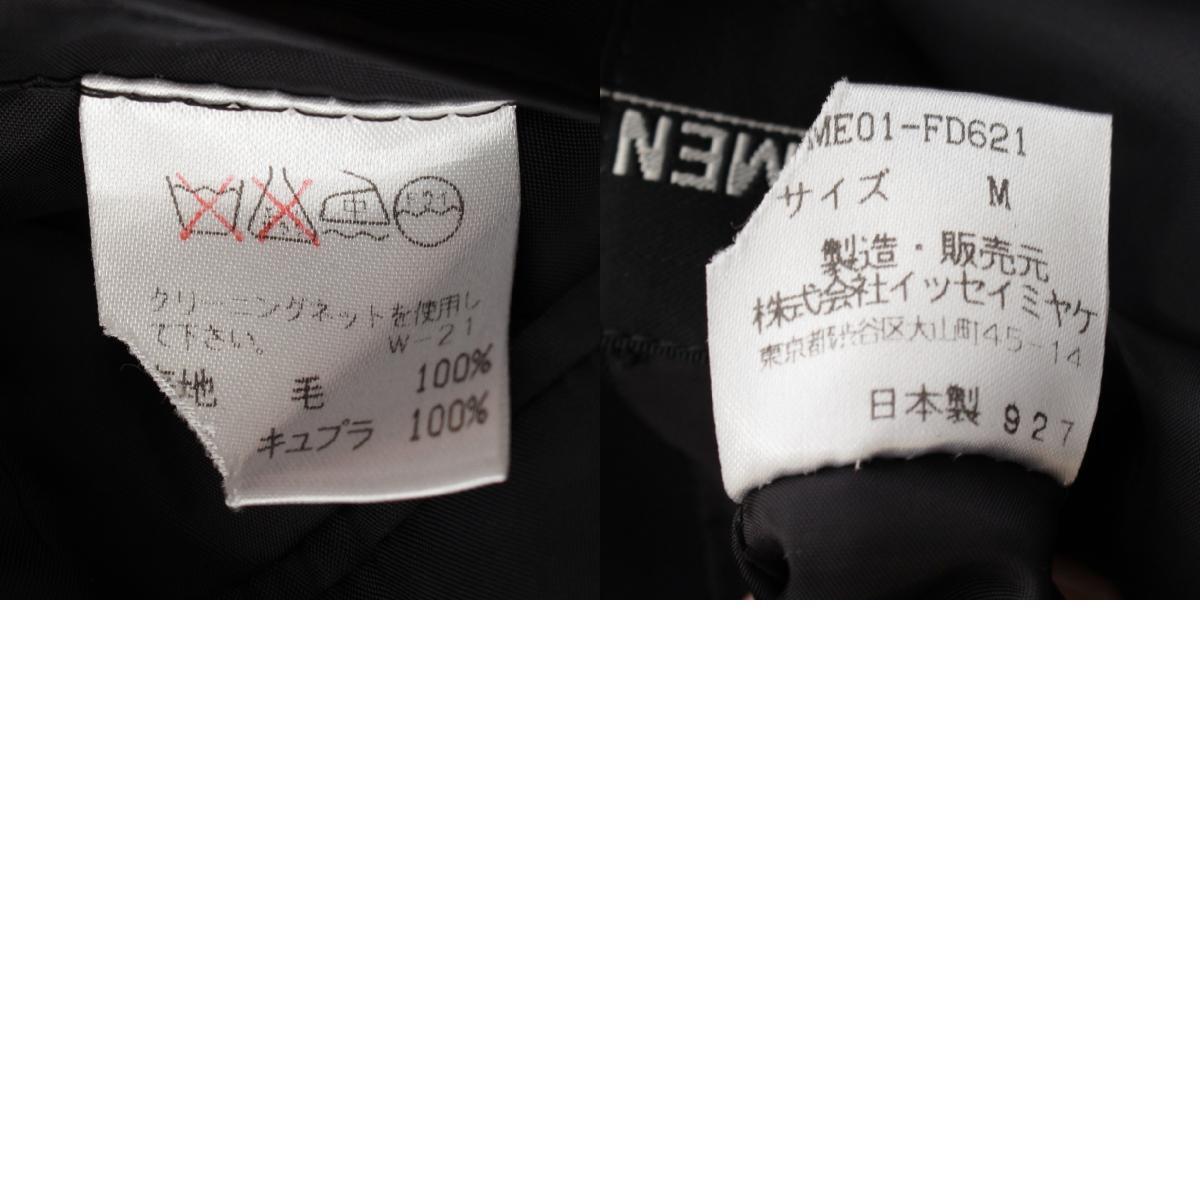 クリーニングネットを使用し
て下さい。 W-21
地 毛 100%
キュプラ 100%
MEN
ME01-FD621
サイズ M
製造・販売元
株式会社イッセイミヤケ
東京都渋谷区大山町45-14
日本製 927